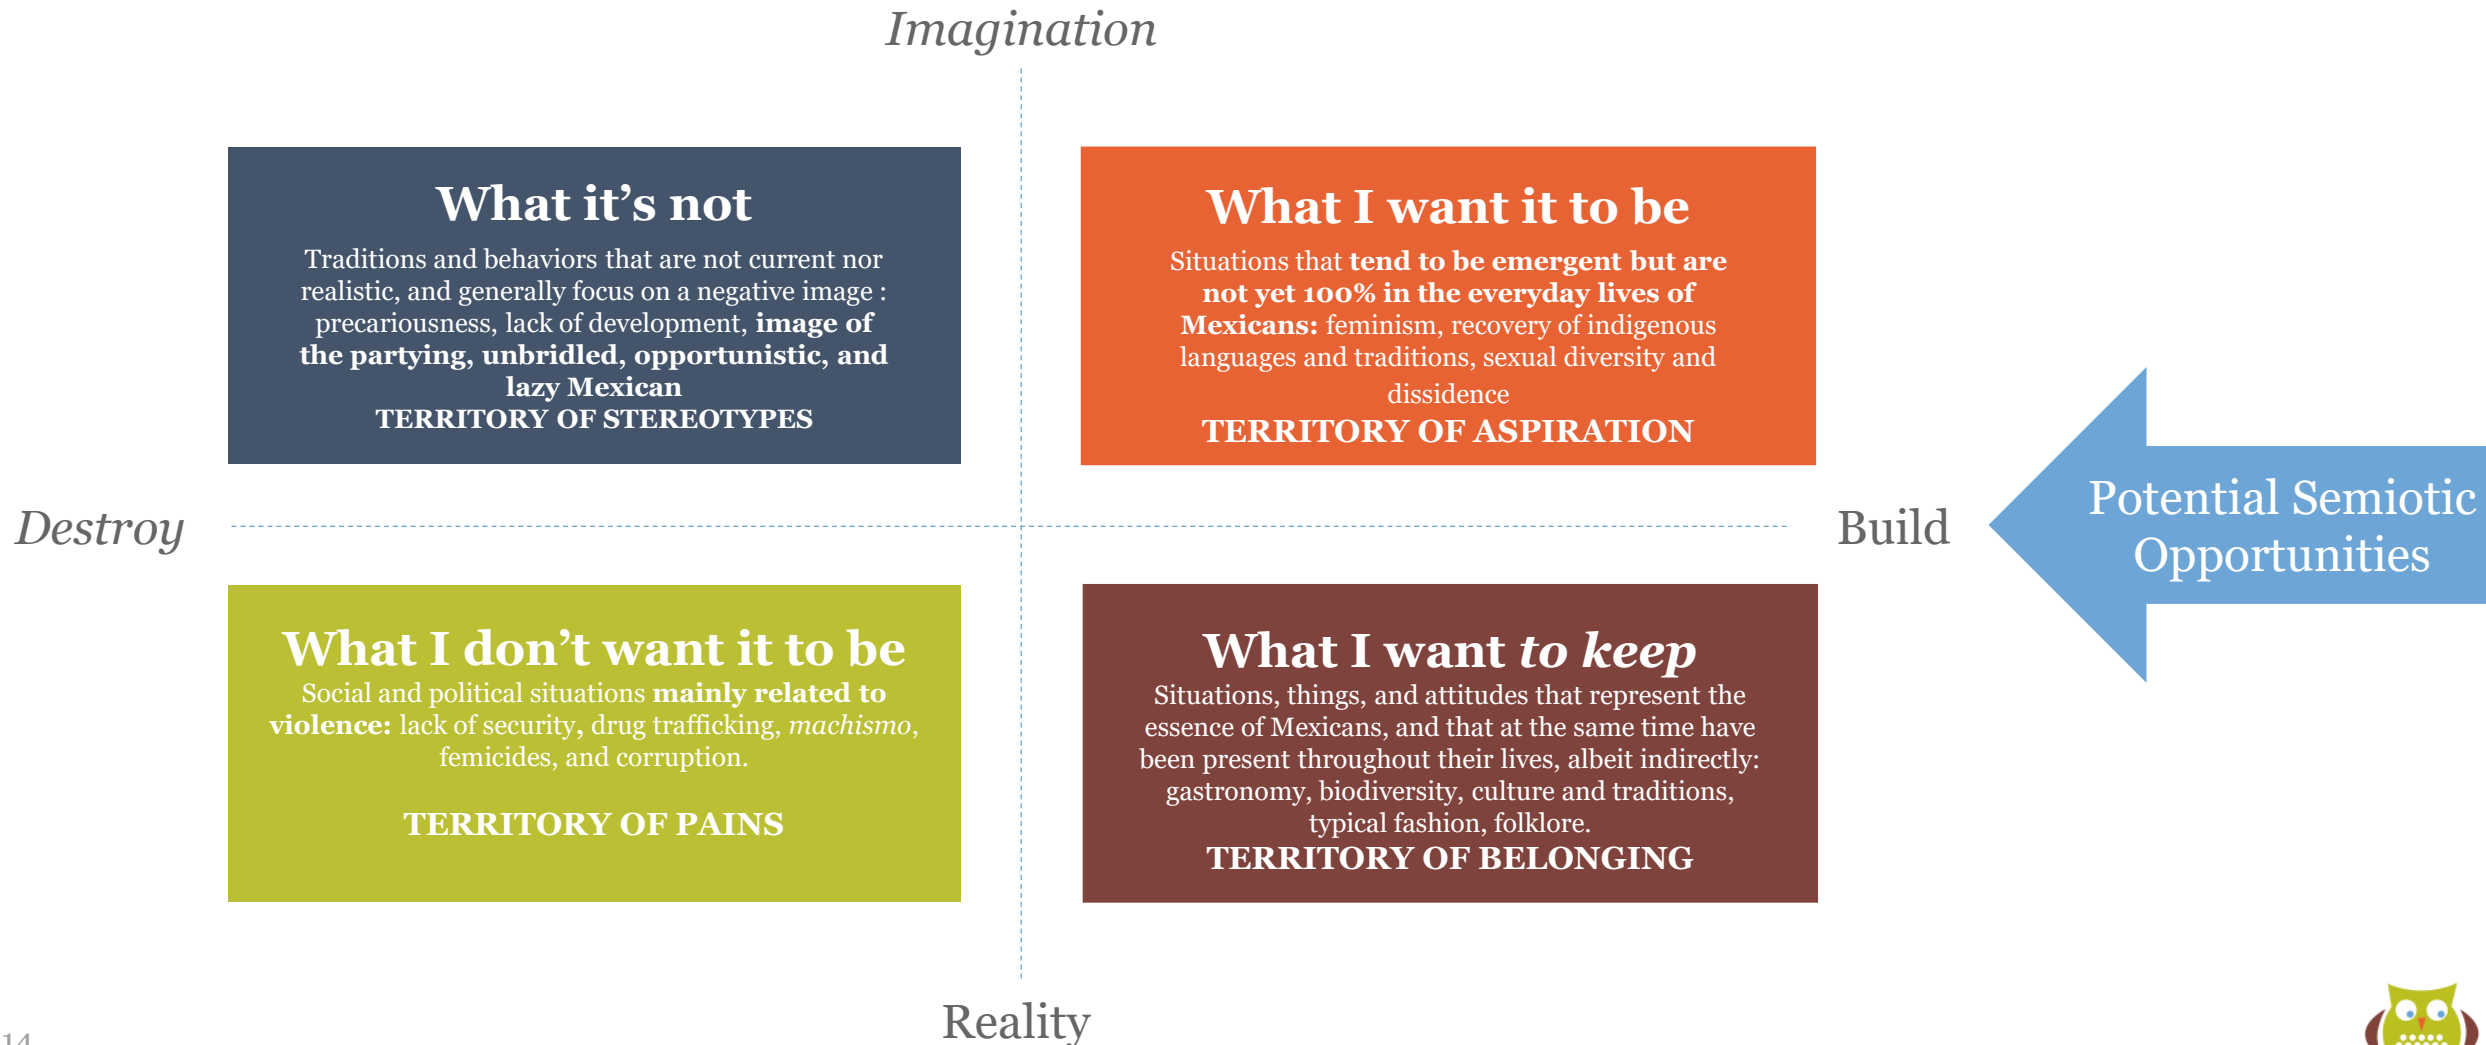 Imagination
What it’s not
Traditions and behaviors that are not current nor
realistic, and generally focus on a negative image :
precariousness, lack of development, image of
the partying, unbridled, opportunistic, and
lazy Mexican
TERRITORY OF STEREOTYPES
What I want it to be
Situations that tend to be emergent but are
not yet 100% in the everyday lives of
Mexicans: feminism, recovery of indigenous
languages and traditions, sexual diversity and
dissidence
TERRITORY OF ASPIRATION
Destroy
Build
Potential Semiotic
Opportunities
What I don’t want it to be
Social and political situations mainly related to
violence: lack of security, drug trafficking, machismo,
femicides, and corruption.
TERRITORY OF PAINS
What I want to keep
Situations, things, and attitudes that represent the
essence of Mexicans, and that at the same time have
been present throughout their lives, albeit indirectly:
gastronomy, biodiversity, culture and traditions,
typical fashion, folklore.
TERRITORY OF BELONGING
Reality
14